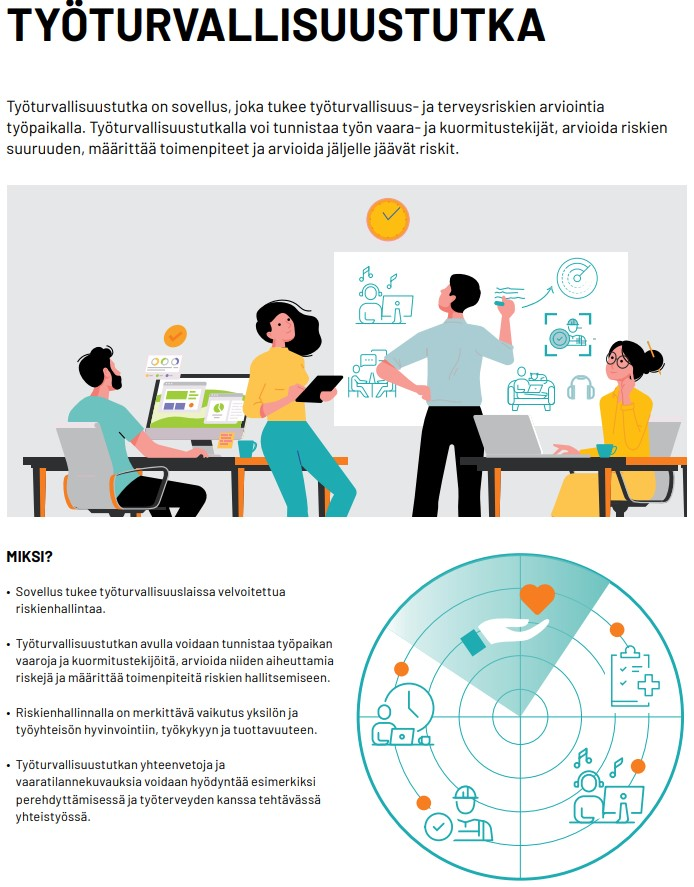 TYÖTURVALLISUUSTUTKA
Työturvallisuustutka on sovellus, joka tukee työturvallisuus- ja terveysriskien arviointia
työpaikalla. Työturvallisuustutkalla voi tunnistaa työn vaara- ja kuormitustekijät, arvioida riskien
suuruuden, määrittää toimenpiteet ja arvioida jäljelle jäävät riskit.
MIKSI?
• Sovellus tukee työturvallisuuslaissa velvoitettua
riskienhallintaa.
• Työturvallisuustutkan avulla voidaan tunnistaa työpaikan
vaaroja ja kuormitustekijöitä, arvioida niiden aiheuttamia
riskejä ja määrittää toimenpiteitä riskien hallitsemiseen.
• Riskienhallinnalla on merkittävä vaikutus yksilön ja
työyhteisön hyvinvointiin, työkykyyn ja tuottavuuteen.
• Työturvallisuustutkan yhteenvetoja ja
vaaratilannekuvauksia voidaan hyödyntää esimerkiksi
perehdyttämisessä ja työterveyden kanssa tehtävässä
yhteistyössä.